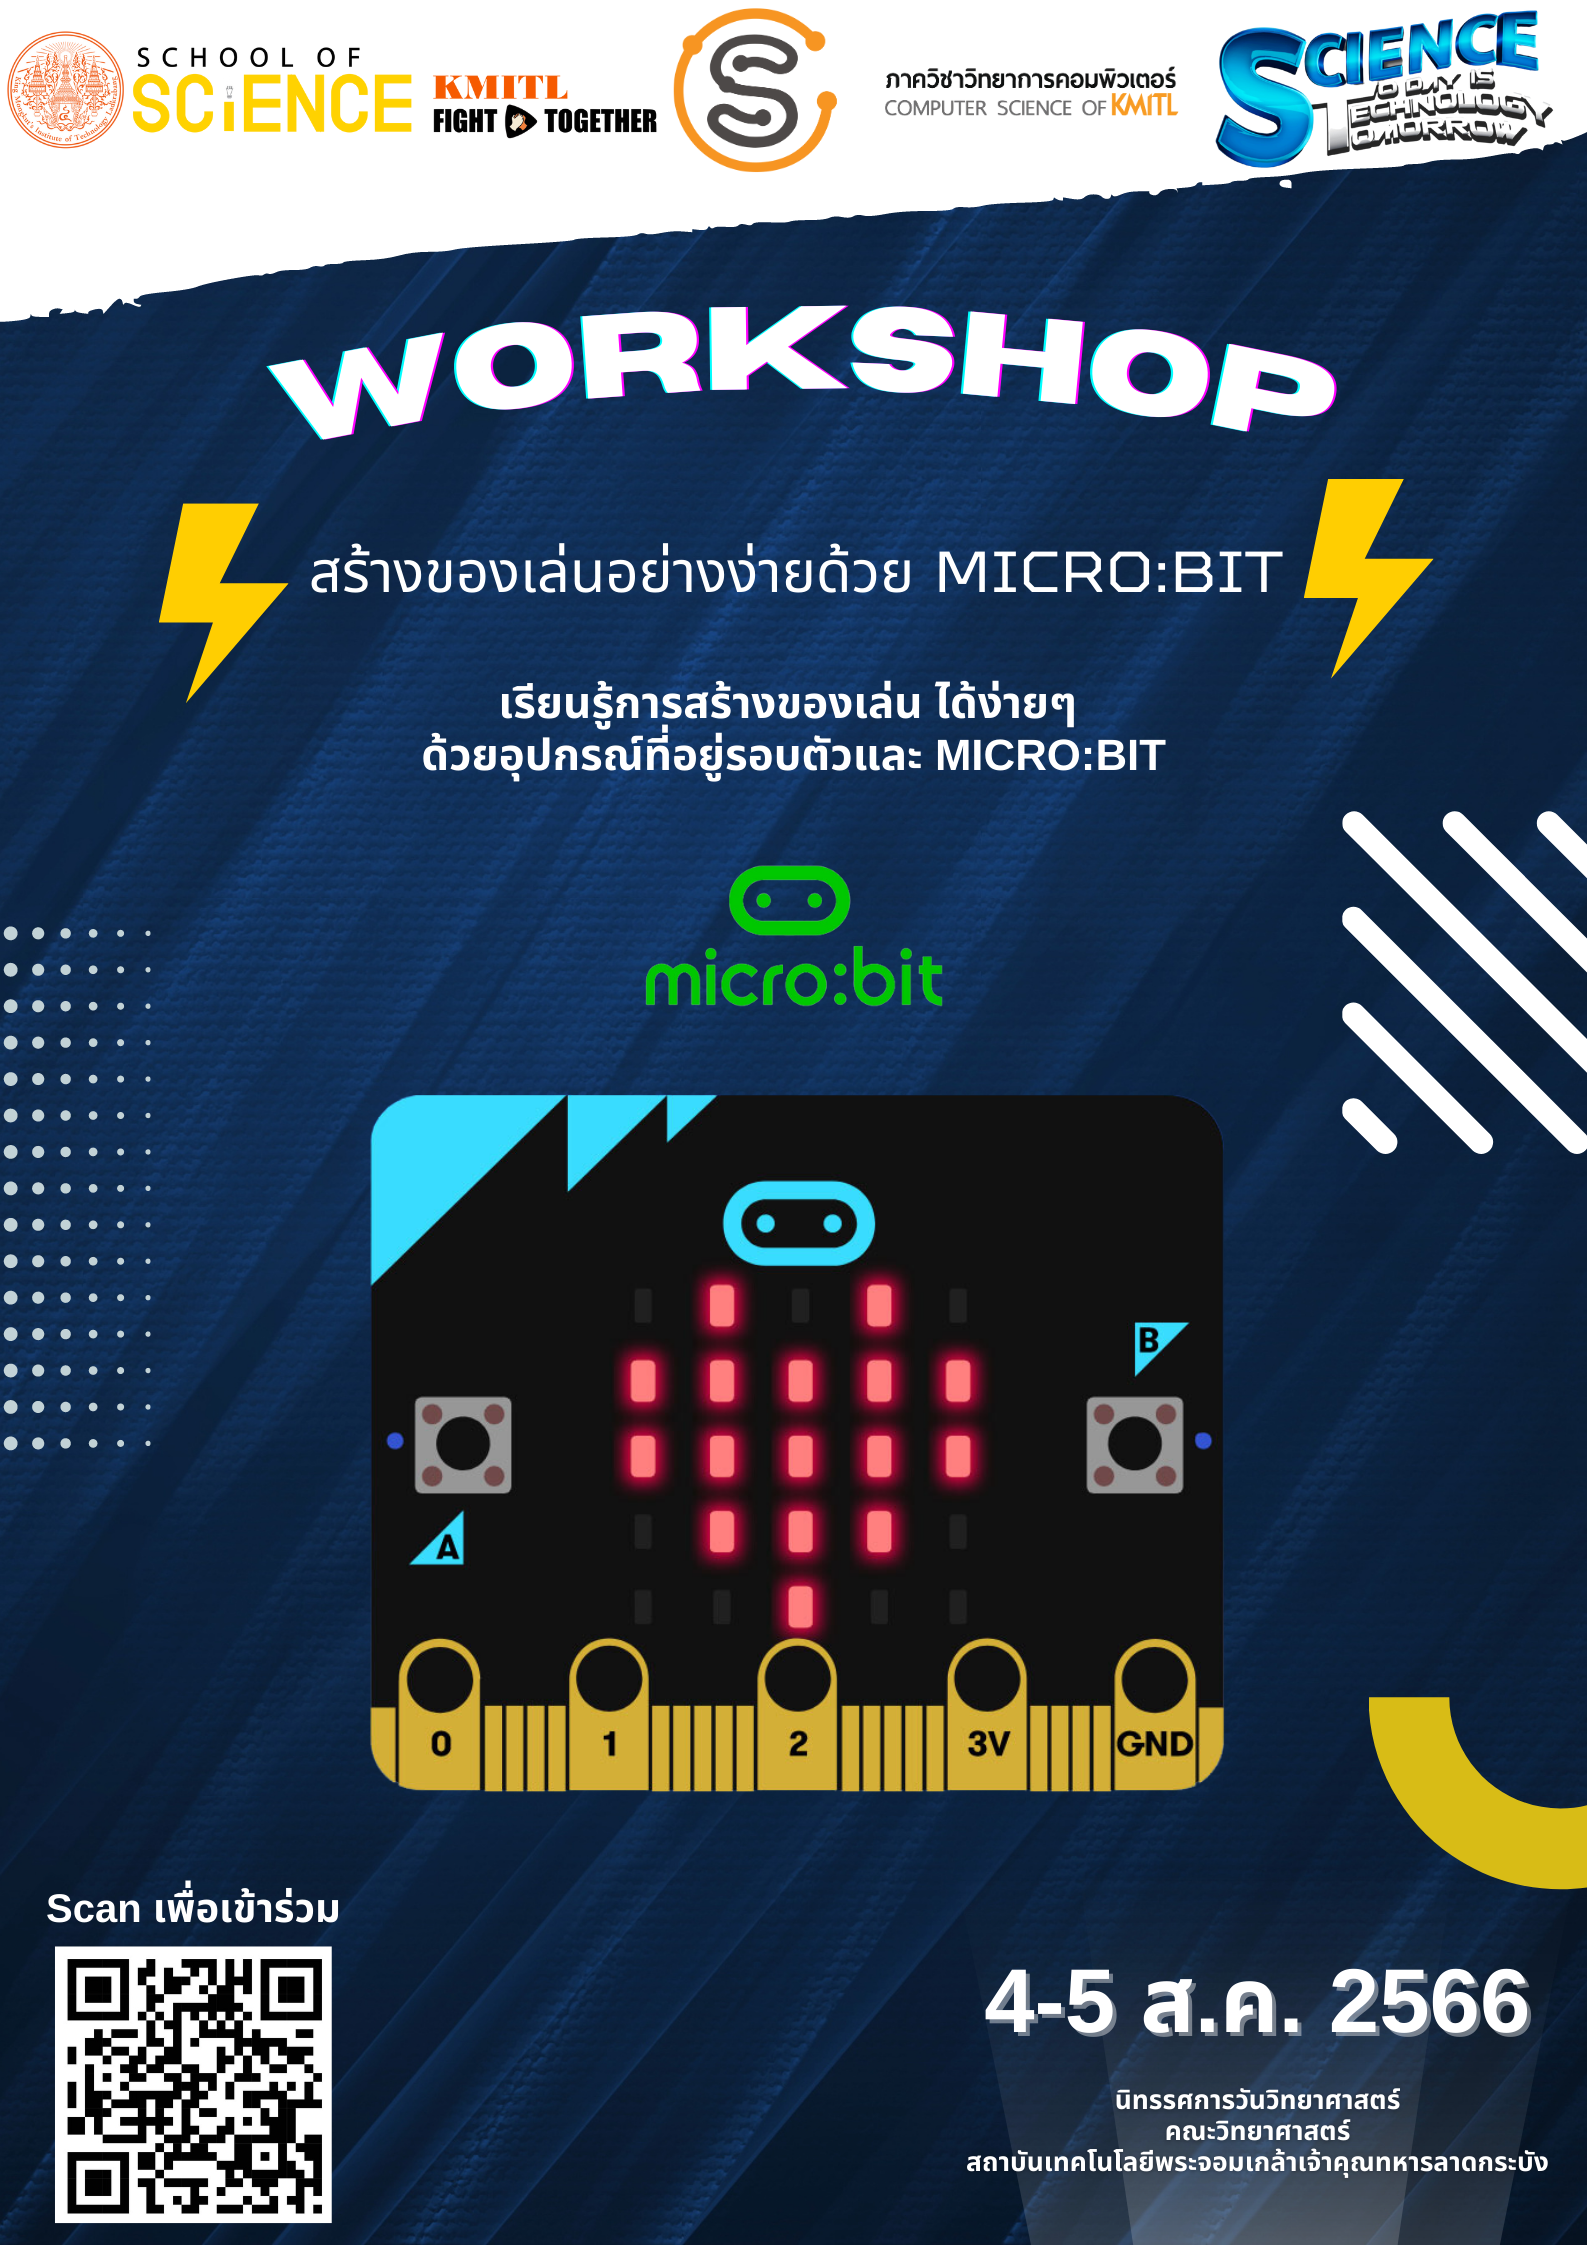 SCHOOL OF
SCiENCE
KMITL
FIGHT TOGETHER
ภาควิชาวิทยาการคอมพิวเตอร์
COMPUTER SCIENCE OF KMITL
SCIENCE
TODAY IS
TECHNOLOGY
TOMORROW
WORKSHOP
สร้างของเล่นอย่างง่ายด้วย MICRO:BIT
เรียนรู้การสร้างของเล่น ได้ง่ายๆ
ด้วยอุปกรณ์ที่อยู่รอบตัวและ MICRO:BIT
micro:bit
B
A
0 1 2 3V GND
Scan เพื่อเข้าร่วม
4-5 ส.ค. 2566
นิทรรศการวันวิทยาศาสตร์
คณะวิทยาศาสตร์
สถาบันเทคโนโลยีพระจอมเกล้าเจ้าคุณทหารลาดกระบัง